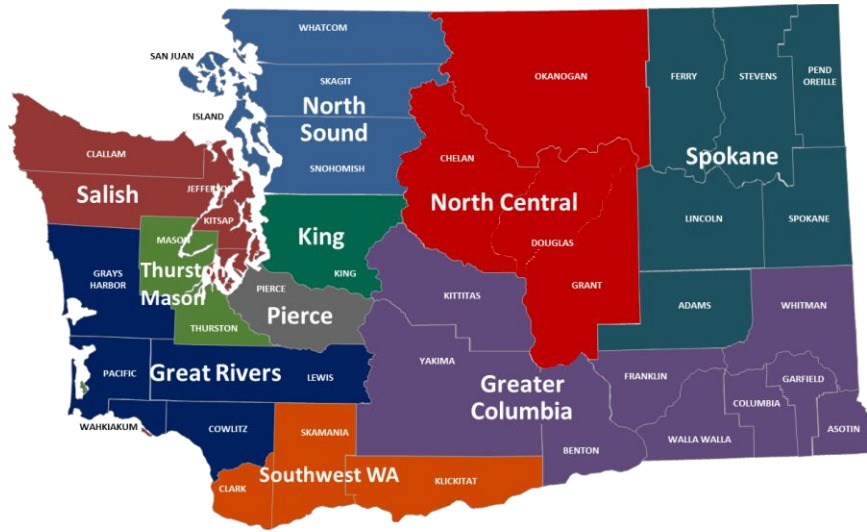 WHATCOM
SAN JUAN
SKAGIT
ISLAND
North
Sound
SNOHOMISH
OKANOGAN
FERRY
STEVENS
PEND
OREILLE
Spokane
CLALLAM
Salish
JEFFERSON
KITSAP
CHELAN
North Central
DOUGLAS
GRANT
LINCOLN
SPOKANE
ADAMS
King
KING
MASON
Thurston
Mason
THURSTON
GRAYS
HARBOR
PIERCE
Pierce
KITTITAS
WHITMAN
PACIFIC
Great Rivers
LEWIS
YAKIMA
Greater
Columbia
FRANKLIN
GARFIELD
COLUMBIA
WAHKIAKUM
COWLITZ
SKAMANIA
BENTON
WALLA WALLA
ASOTIN
Southwest WA
CLARK
KLICKITAT